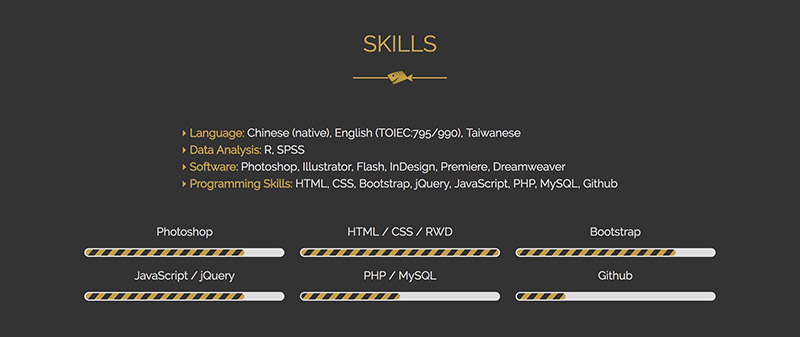 SKILLS
Language: Chinese (native), English (TOIEC:795/990), Taiwanese
Data Analysis: R, SPSS
Software: Photoshop, Illustrator, Flash, InDesign, Premiere, Dreamweaver
Programming Skills: HTML, CSS, Bootstrap, jQuery, JavaScript, PHP, MySQL, Github
Photoshop
HTML / CSS / RWD
Bootstrap
JavaScript / jQuery
PHP / MySQL
Github